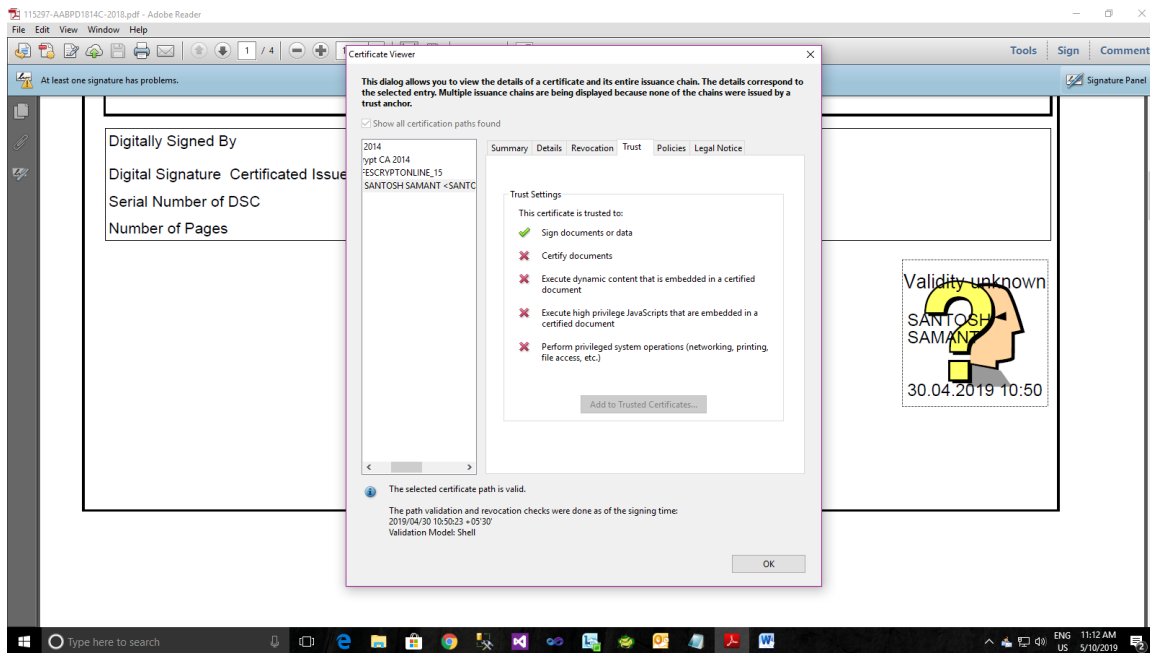 115297-AABPD1814C-2018.pdf - Adobe Reader
File Edit View Window Help
1 / 4
Tools Sign Comment
At least one signature has problems.
Signature Panel
Digitally Signed By
Digital Signature Certificated Issue
Serial Number of DSC
Number of Pages
Certificate Viewer
This dialog allows you to view the details of a certificate and its entire issuance chain. The details correspond to
the selected entry. Multiple issuance chains are being displayed because none of the chains were issued by a
trust anchor.
Show all certification paths found
2014
rypt CA 2014
FESCRYPTONLINE_15
SANTOSH SAMANT <SANTC
Summary Details Revocation Trust Policies Legal Notice
Trust Settings
This certificate is trusted to:
Sign documents or data
Certify documents
Execute dynamic content that is embedded in a certified
document
Execute high privilege JavaScripts that are embedded in a
certified document
Perform privileged system operations (networking, printing,
file access, etc.)
Add to Trusted Certificates...
The selected certificate path is valid.
The path validation and revocation checks were done as of the signing time:
2019/04/30 10:50:23 +05'30'
Validation Model: Shell
OK
Validity unknown
SANTOSH
SAMANT
30.04.2019 10:50
Type here to search
ENG
US
11:12 AM
5/10/2019